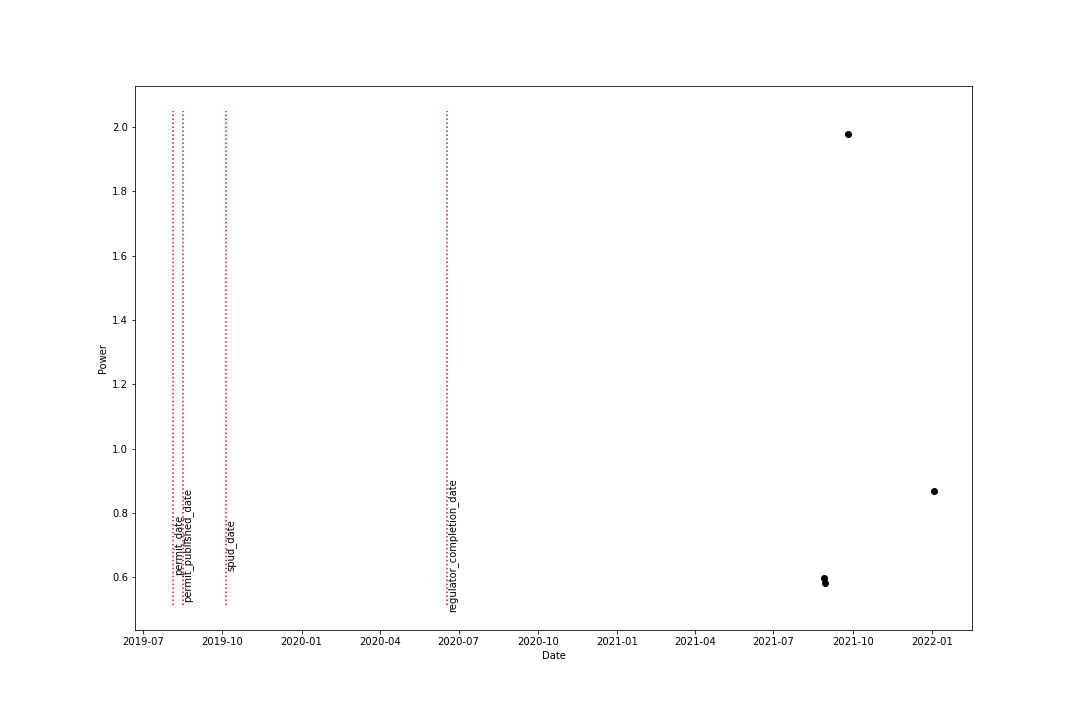 2.0
1.8
1.6
1.4
1.2
1.0
0.8
0.6
Power
permit_date
permit_published_date
spud_date
regulator_completion_date
2019-07 2019-10 2020-01 2020-04 2020-07 2020-10 2021-01 2021-04 2021-07 2021-10 2022-01
Date